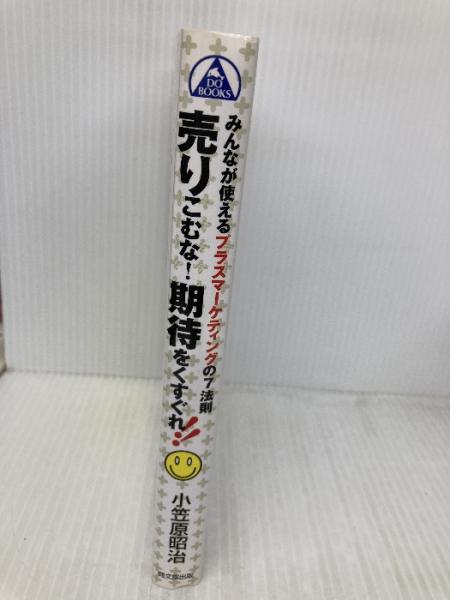 DO
BOOKS
みんなが使えるプラスマーケティングの7法則
売りこむな!期待をくすぐれ!!
小笠原昭治
同文舘出版